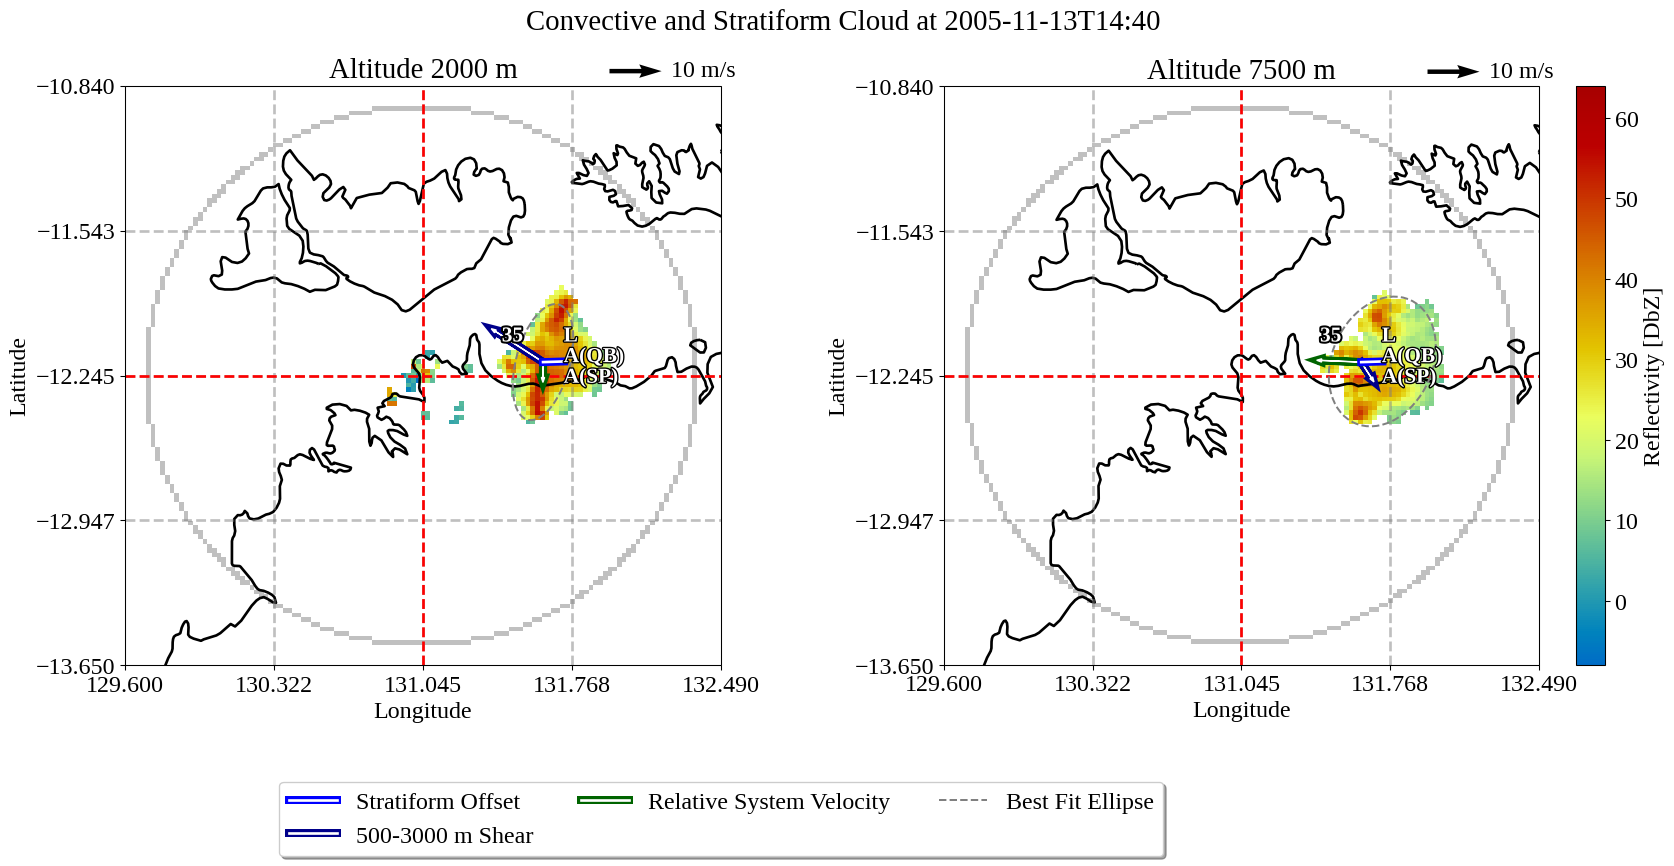 Convective and Stratiform Cloud at 2005-11-13T14:40
Altitude 2000 m
10 m/s
−10.840
−11.543
−12.245
−12.947
−13.650
Latitude
35
L
A(QB)
A(SP)
129.600
130.322
131.045
131.768
132.490
Longitude
Altitude 7500 m
10 m/s
−10.840
−11.543
−12.245
−12.947
−13.650
Latitude
35
L
A(QB)
A(SP)
129.600
130.322
131.045
131.768
132.490
Longitude
60
50
40
30
20
10
0
Reflectivity [DbZ]
Stratiform Offset
Relative System Velocity
Best Fit Ellipse
500-3000 m Shear